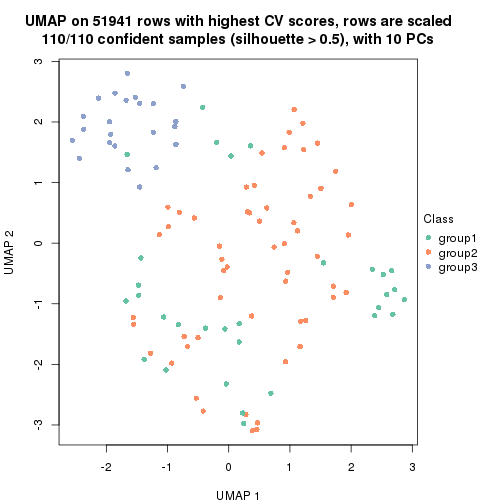 UMAP on 51941 rows with highest CV scores, rows are scaled
110/110 confident samples (silhouette > 0.5), with 10 PCs
3
2
1
0
-1
-2
-3
UMAP 2
-2 -1 0 1 2 3
UMAP 1
Class
group1
group2
group3